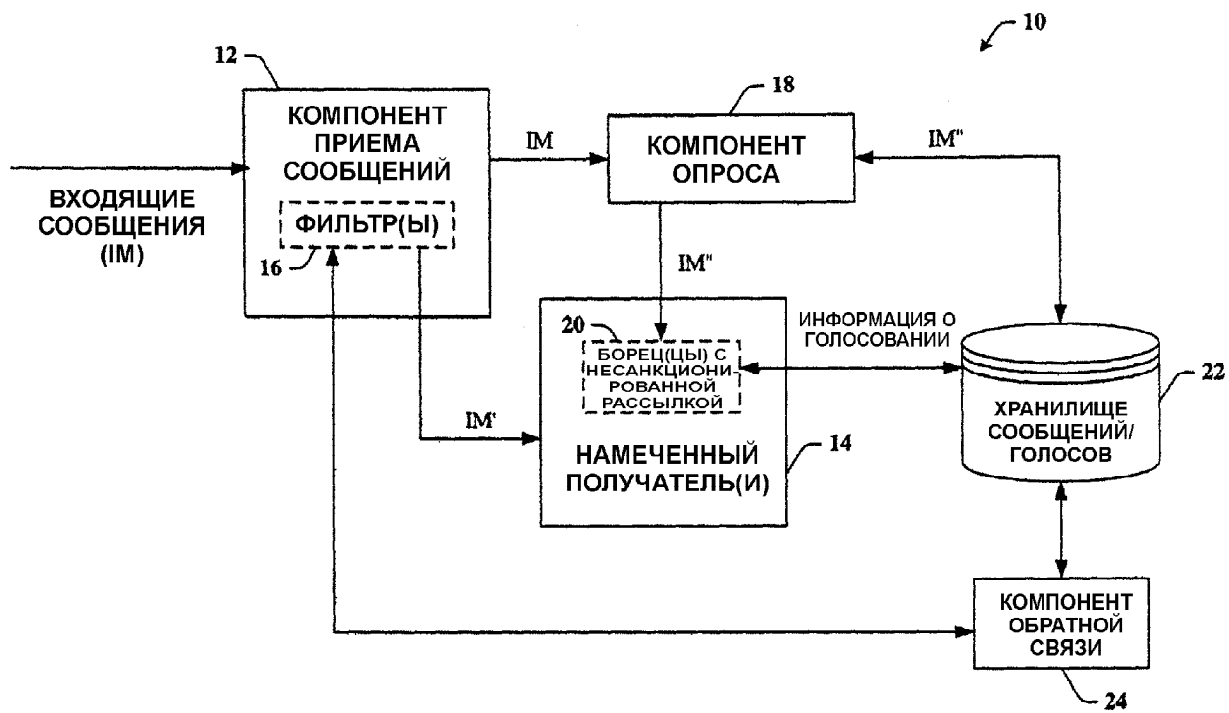 10
12
КОМПОНЕНТ
ПРИЕМА
СООБЩЕНИЙ
ФИЛЬТР(Ы)
16
ВХОДЯЩИЕ
СООБЩЕНИЯ
(IM)
IM
18
КОМПОНЕНТ
ОПРОСА
IM"
IM"
20
БОРЕЦ(ЦЫ) С
НЕСАНКЦИОНИ-
РОВАННОЙ
РАССЫЛКОЙ
НАМЕЧЕННЫЙ
ПОЛУЧАТЕЛЬ(И)
14
IM'
ИНФОРМАЦИЯ О
ГОЛОСОВАНИИ
22
ХРАНИЛИЩЕ
СООБЩЕНИЙ/
ГОЛОСОВ
КОМПОНЕНТ
ОБРАТНОЙ
СВЯЗИ
24